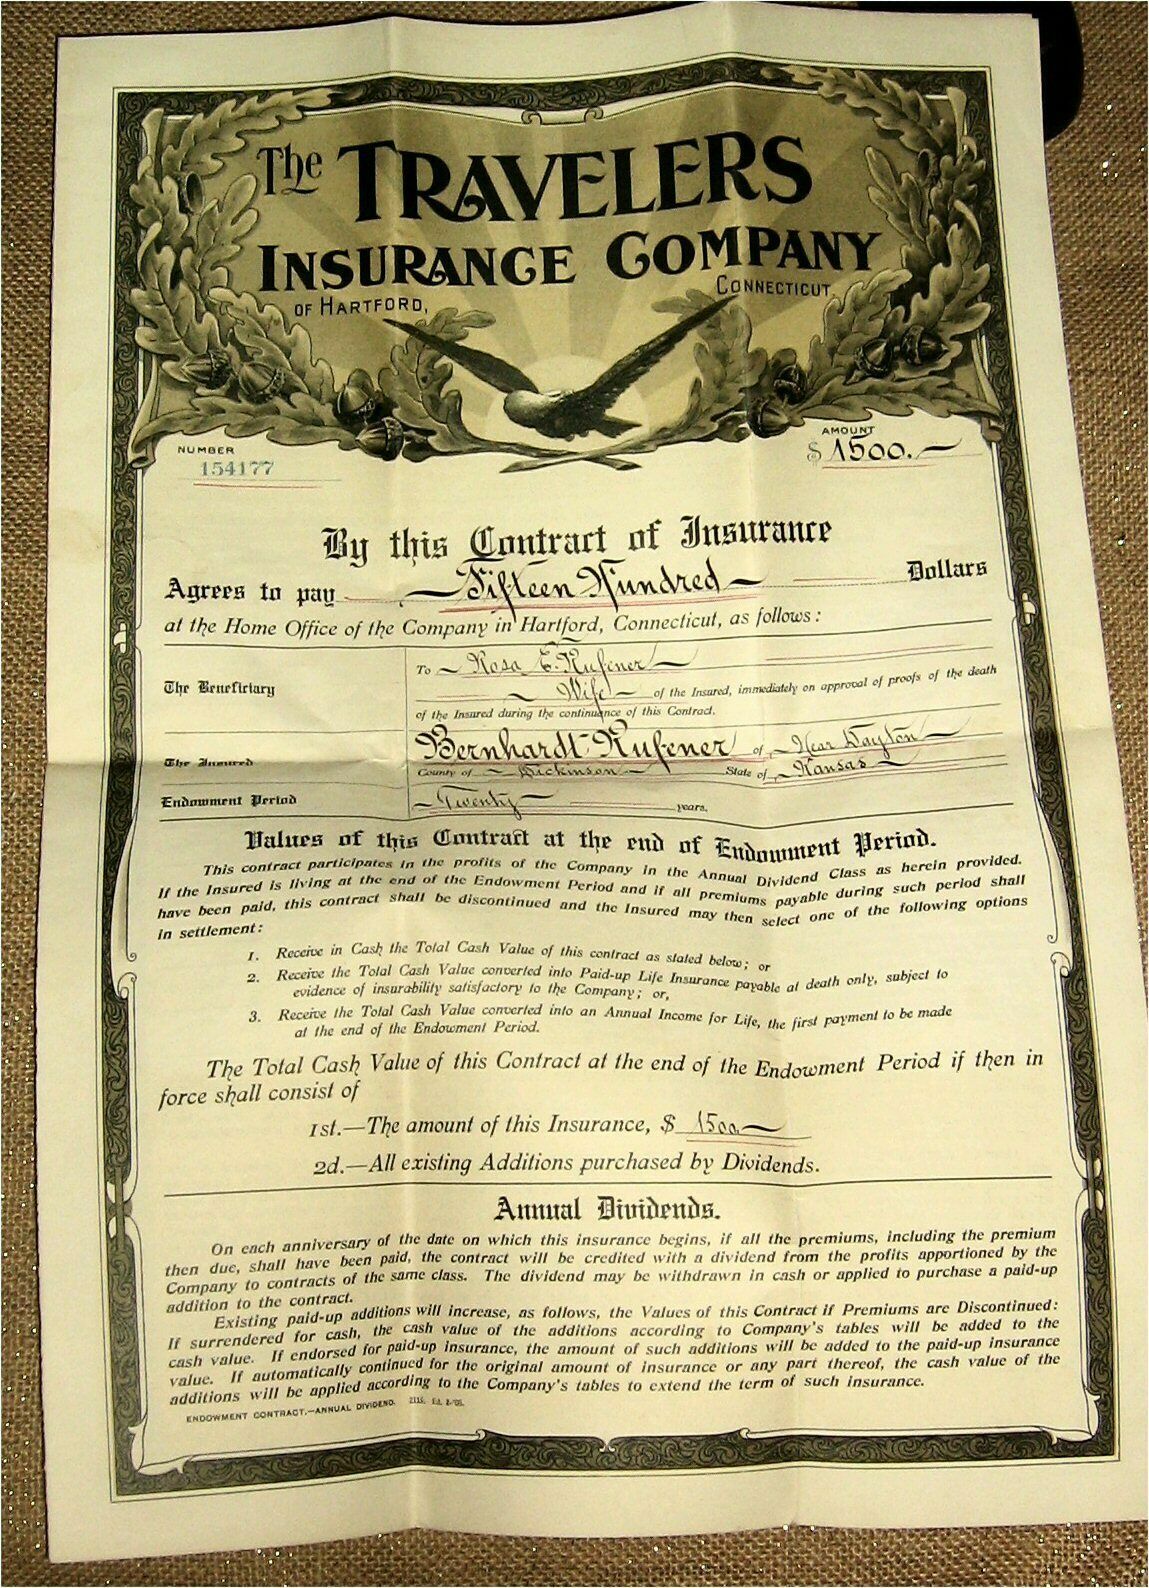 The TRAVELERS
INSURANCE COMPANY
OF HARTFORD, CONNECTICUT
NUMBER
154177
AMOUNT
$ 1500.—
By this Contract of Insurance
Agrees to pay — Fifteen Hundred — Dollars
at the Home Office of the Company in Hartford, Connecticut, as follows:
The Beneficiary
To — Rosa E. Kufener —
— Wife — of the Insured, immediately on approval of proofs of the death
of the Insured during the continuance of this Contract.
The Insured
Bernhardt Kufener of — Near Dayton —
County of — Dickinson — State of — Kansas —
Endowment Period — Twenty — years.
Values of this Contract at the end of Endowment Period.
This contract participates in the profits of the Company in the Annual Dividend Class as herein provided.
If the Insured is living at the end of the Endowment Period and if all premiums payable during such period shall
have been paid, this contract shall be discontinued and the Insured may then select one of the following options
in settlement:
1. Receive in Cash the Total Cash Value of this contract as stated below; or
2. Receive the Total Cash Value converted into Paid-up Life Insurance payable at death only, subject to
evidence of insurability satisfactory to the Company; or,
3. Receive the Total Cash Value converted into an Annual Income for Life, the first payment to be made
at the end of the Endowment Period.
The Total Cash Value of this Contract at the end of the Endowment Period if then in
force shall consist of
1st.—The amount of this Insurance, $ 1500—
2d.—All existing Additions purchased by Dividends.
Annual Dividends.
On each anniversary of the date on which this insurance begins, if all the premiums, including the premium
then due, shall have been paid, the contract will be credited with a dividend from the profits apportioned by the
Company to contracts of the same class. The dividend may be withdrawn in cash or applied to purchase a paid-up
addition to the contract.
Existing paid-up additions will increase, as follows, the Values of this Contract if Premiums are Discontinued:
If surrendered for cash, the cash value of the additions according to Company's tables will be added to the
cash value. If endorsed for paid-up insurance, the amount of such additions will be added to the paid-up insurance
value. If automatically continued for the original amount of insurance or any part thereof, the cash value of the
additions will be applied according to the Company's tables to extend the term of such insurance.
ENDOWMENT CONTRACT.—ANNUAL DIVIDEND.